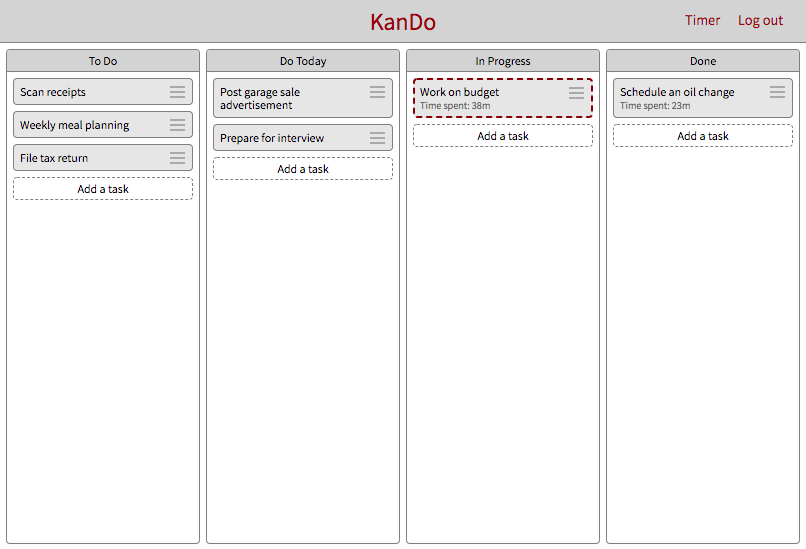 KanDo
Timer
Log out
To Do
Scan receipts
Weekly meal planning
File tax return
Add a task
Do Today
Post garage sale
advertisement
Prepare for interview
Add a task
In Progress
Work on budget
Time spent: 38m
Add a task
Done
Schedule an oil change
Time spent: 23m
Add a task